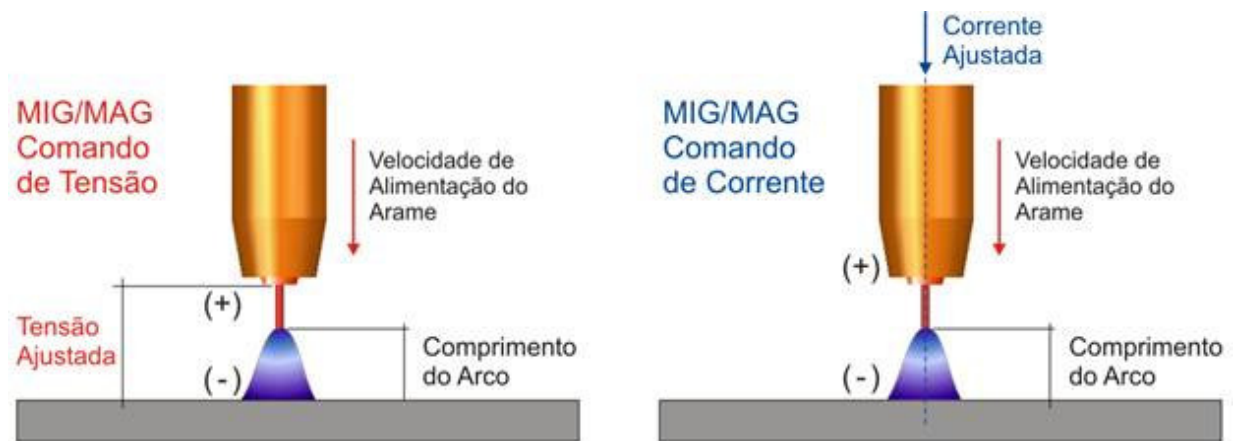 MIG/MAG
Comando
de Tensão
Velocidade de
Alimentação do
Arame
(+)
Tensão
Ajustada
(-)
Comprimento
do Arco
Corrente
Ajustada
MIG/MAG
Comando
de Corrente
Velocidade de
Alimentação do
Arame
(+)
(-)
Comprimento
do Arco